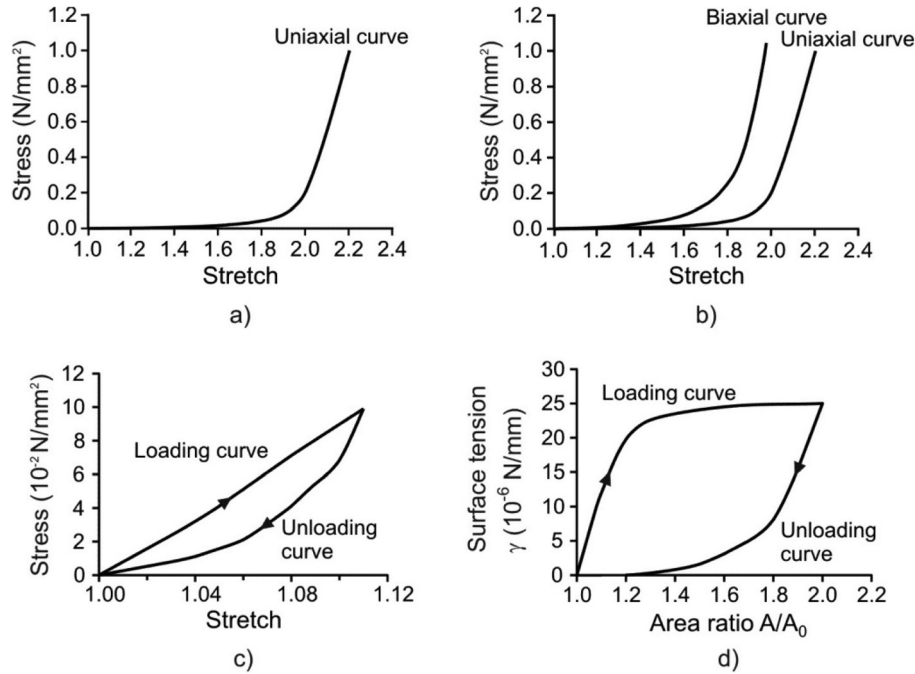 Uniaxial curve
Stress (N/mm²)
1.2
1.0
0.8
0.6
0.4
0.2
0.0
1.0 1.2 1.4 1.6 1.8 2.0 2.2 2.4
Stretch
a)
Biaxial curve
Uniaxial curve
Stress (N/mm²)
1.2
1.0
0.8
0.6
0.4
0.2
0.0
1.0 1.2 1.4 1.6 1.8 2.0 2.2 2.4
Stretch
b)
Stress (10⁻² N/mm²)
12
10
8
6
4
2
0
Loading curve
Unloading
curve
1.00 1.04 1.08 1.12
Stretch
c)
Surface tension
γ (10⁻⁶ N/mm)
30
25
20
15
10
5
0
Loading curve
Unloading
curve
1.0 1.2 1.4 1.6 1.8 2.0 2.2
Area ratio A/A₀
d)